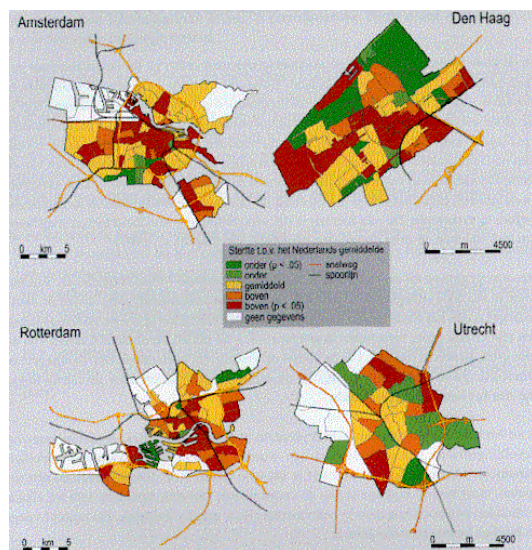 Amsterdam
Den Haag
0 km 5
0 m 4500
Sterfte t.o.v. het Nederlands gemiddelde
onder (p < .05)
onder
gemiddeld
boven
boven (p < .05)
geen gegevens
snelweg
spoorlijn
Rotterdam
Utrecht
0 km 5
0 m 4500